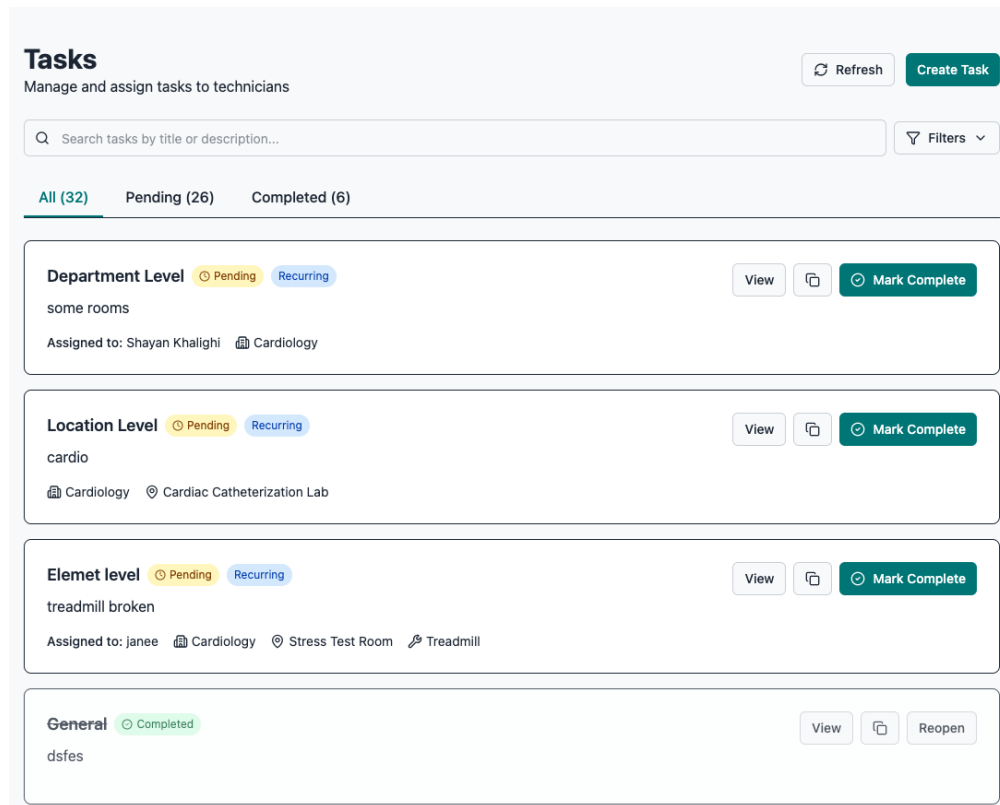 Tasks
Manage and assign tasks to technicians
Refresh
Create Task
Search tasks by title or description...
Filters
All (32)
Pending (26)
Completed (6)
Department Level
Pending
Recurring
View
Mark Complete
some rooms
Assigned to: Shayan Khalighi
Cardiology
Location Level
Pending
Recurring
View
Mark Complete
cardio
Cardiology
Cardiac Catheterization Lab
Elemet level
Pending
Recurring
View
Mark Complete
treadmill broken
Assigned to: janee
Cardiology
Stress Test Room
Treadmill
General
Completed
View
Reopen
dsfes